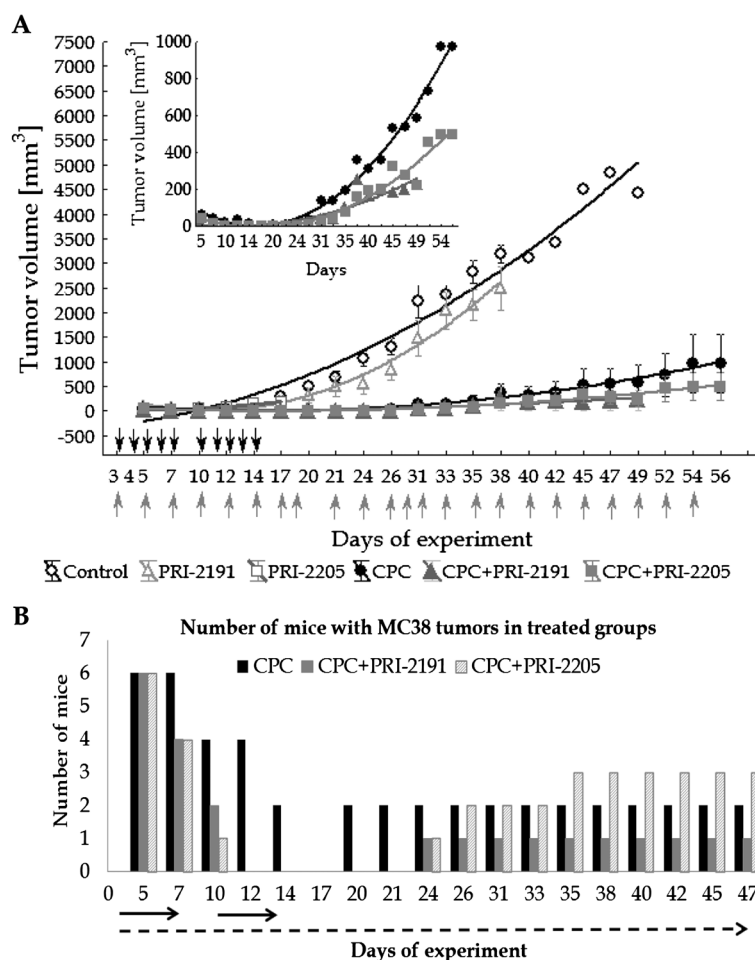 A
Tumor volume [mm³]
7500
7000
6500
6000
5500
5000
4500
4000
3500
3000
2500
2000
1500
1000
500
0
-500
Tumor volume [mm³]
1000
800
600
400
200
0
5 10 14 20 24 31 35 40 45 49 54
Days
3 4 5 7 10 12 14 17 20 21 24 26 31 33 35 38 40 42 45 47 49 52 54 56
Days of experiment
Control PRI-2191 PRI-2205 CPC CPC+PRI-2191 CPC+PRI-2205
B
Number of mice with MC38 tumors in treated groups
CPC CPC+PRI-2191 CPC+PRI-2205
Number of mice
7
6
5
4
3
2
1
0
0 5 7 10 12 14 17 20 21 24 26 31 33 35 38 40 42 45 47
Days of experiment